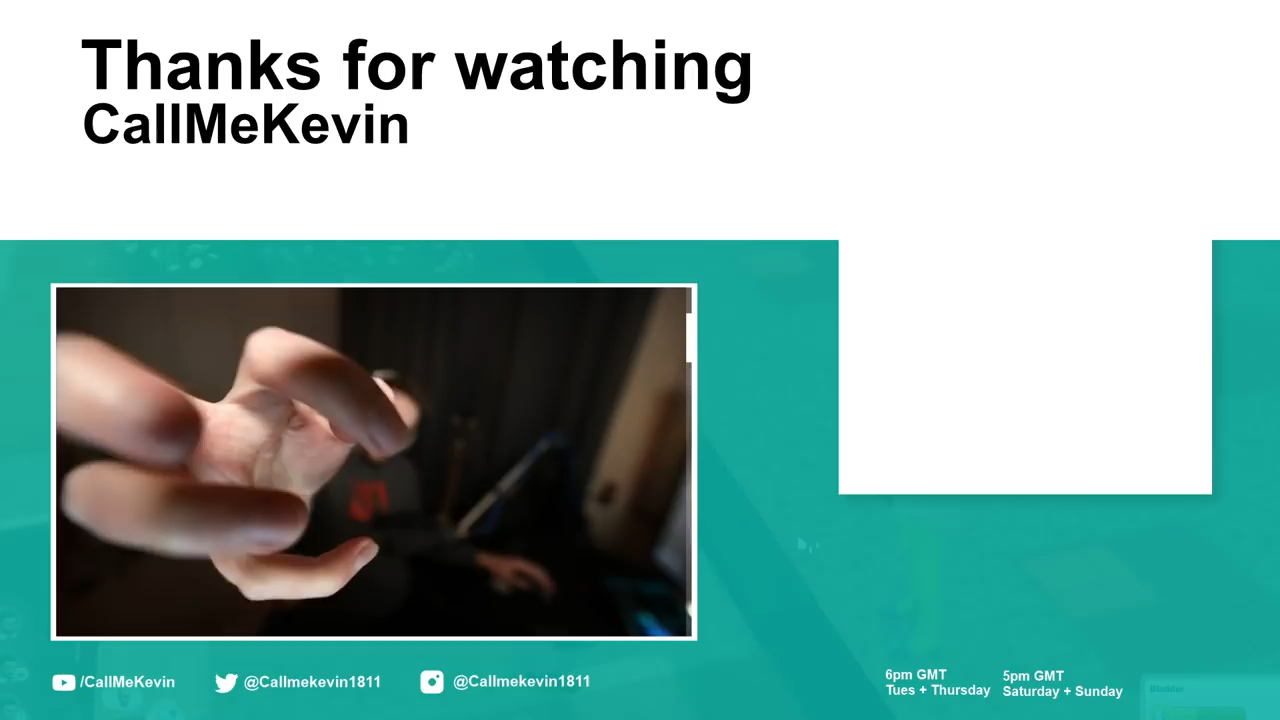 Thanks for watching
CallMeKevin
/CallMeKevin
@Callmekevin1811
@Callmekevin1811
6pm GMT
Tues + Thursday
5pm GMT
Saturday + Sunday